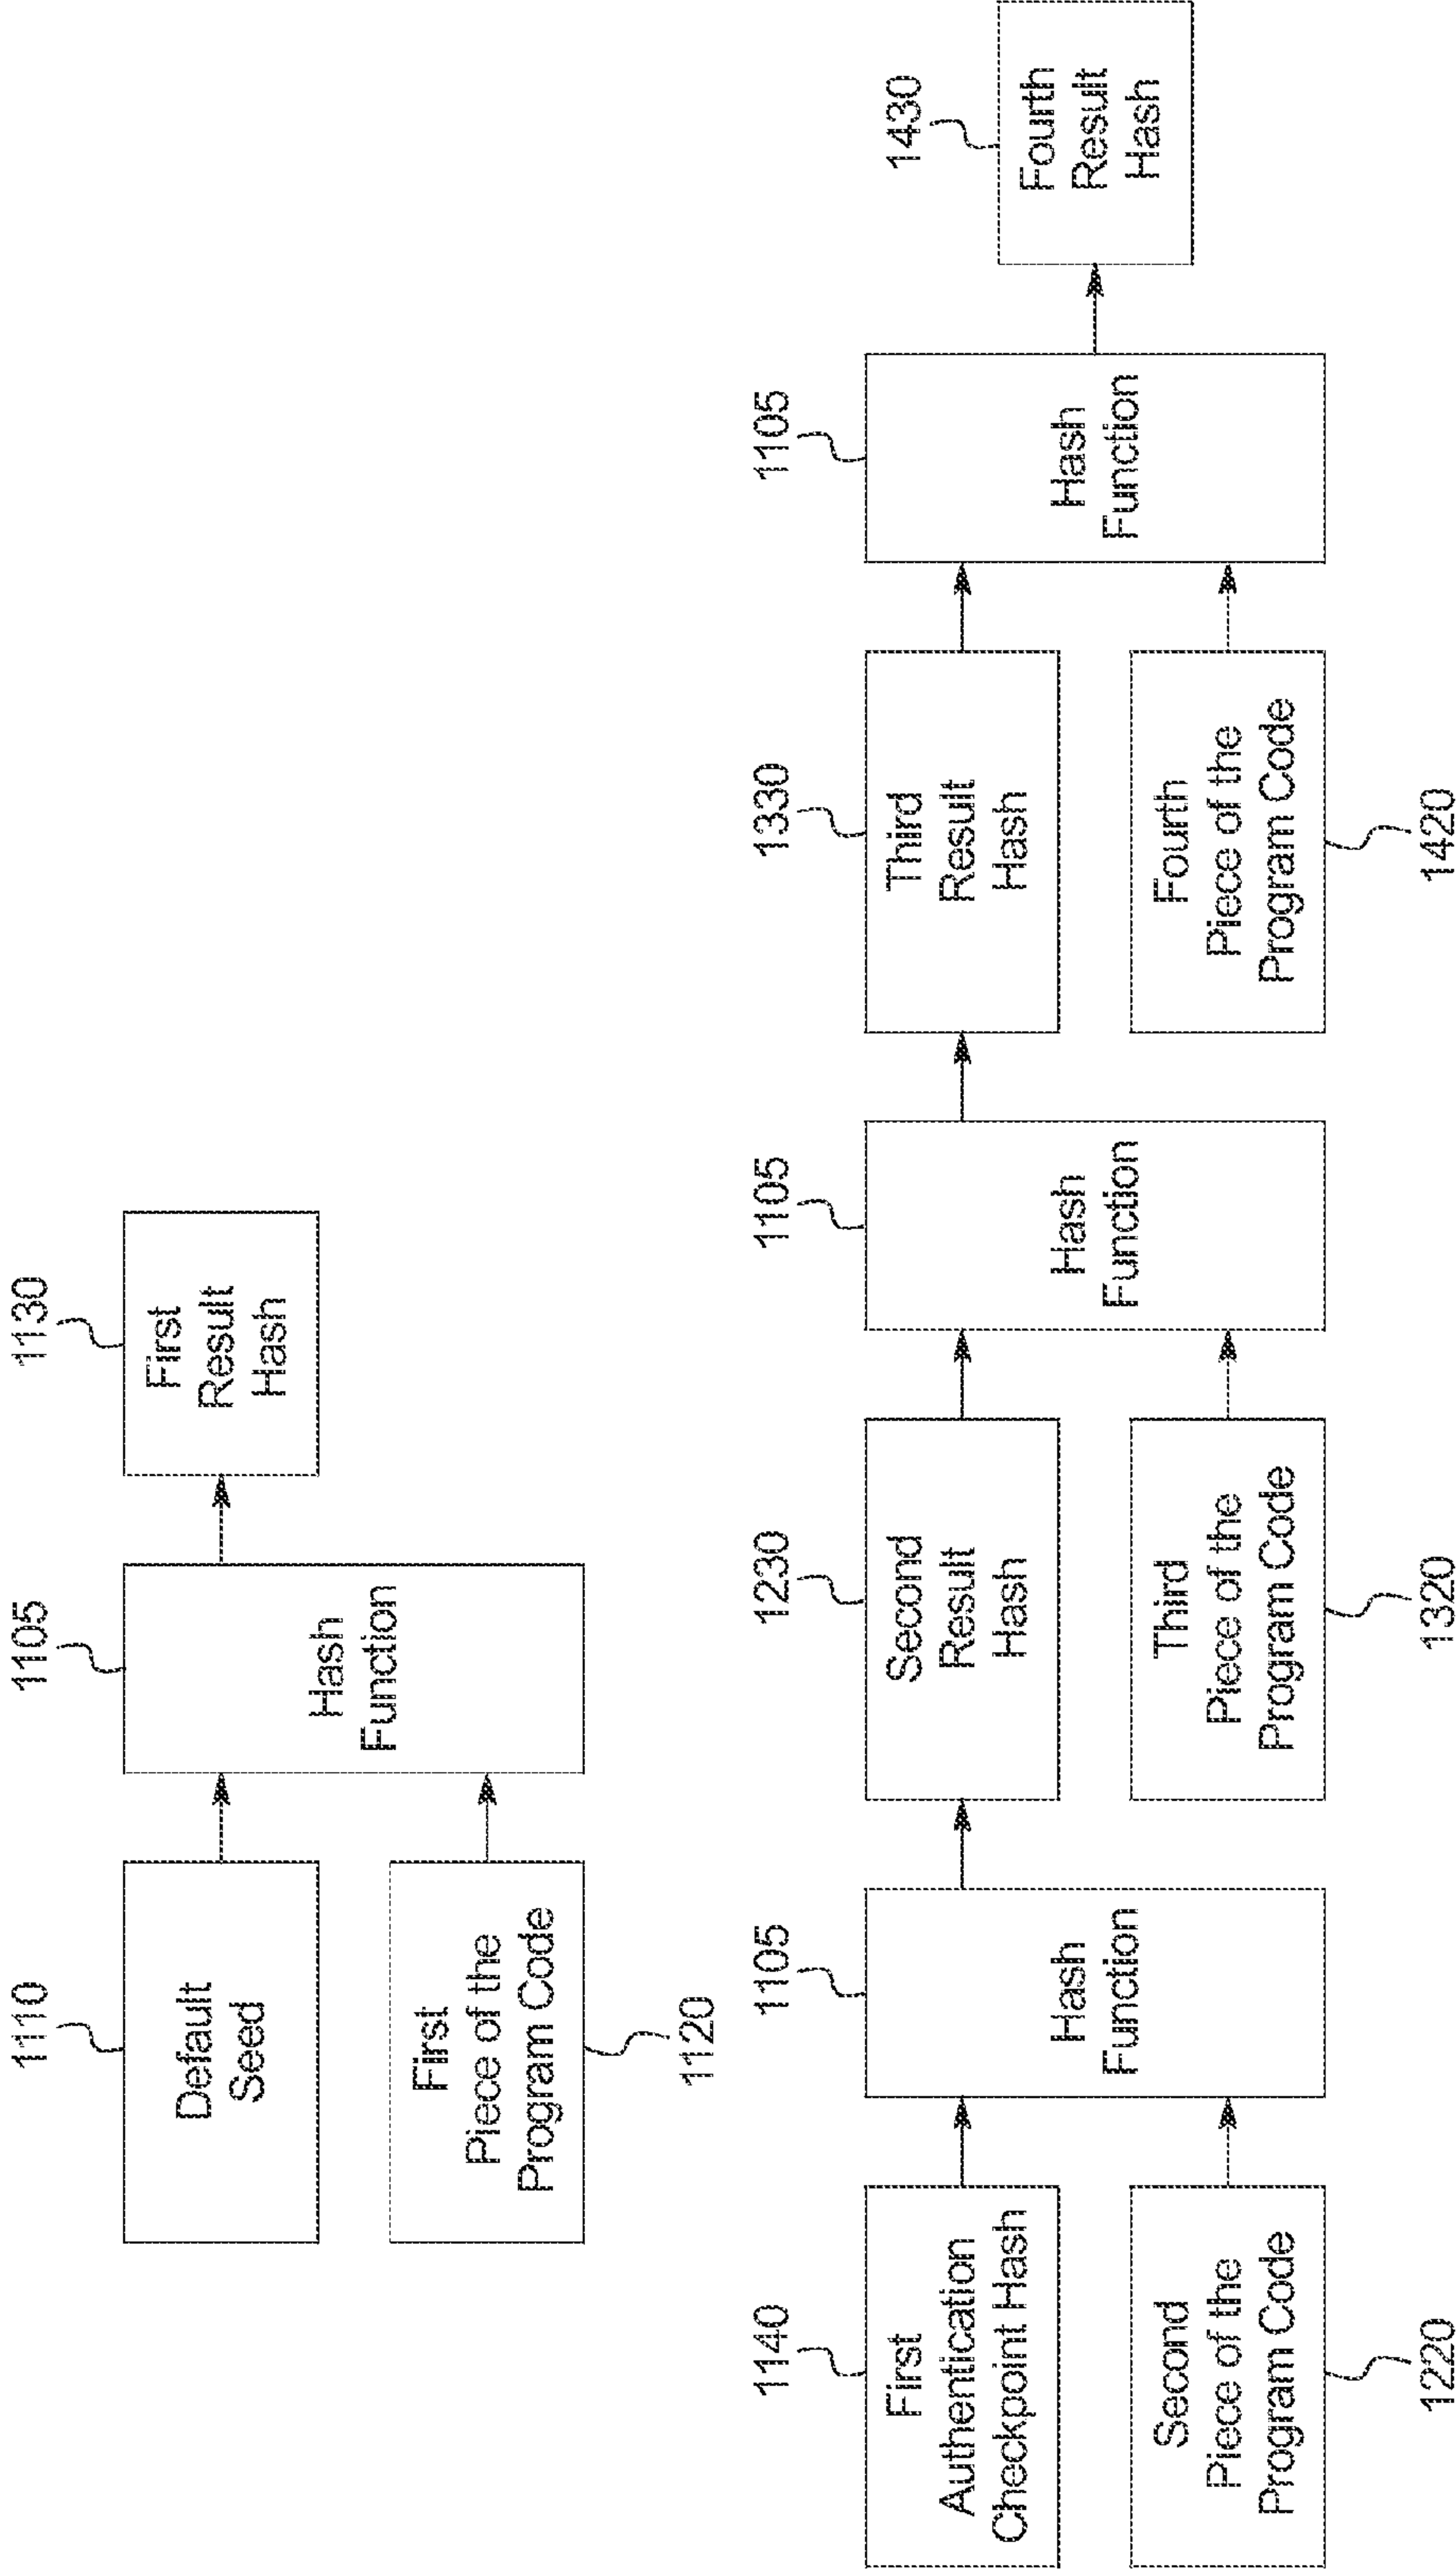 1110
Default
Seed
First
Piece of the
Program Code
1120
1105
Hash
Function
1130
First
Result
Hash
1140
First
Authentication
Checkpoint Hash
Second
Piece of the
Program Code
1220
1105
Hash
Function
1230
Second
Result
Hash
Third
Piece of the
Program Code
1320
1105
Hash
Function
1330
Third
Result
Hash
Fourth
Piece of the
Program Code
1420
1105
Hash
Function
1430
Fourth
Result
Hash